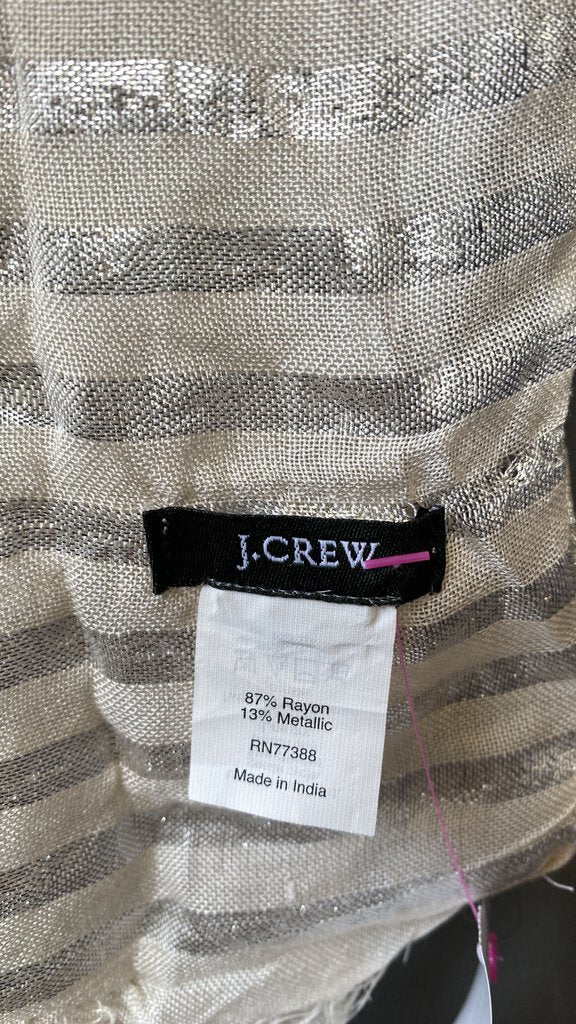 J.CREW
87% Rayon
13% Metallic
RN77388
Made in India